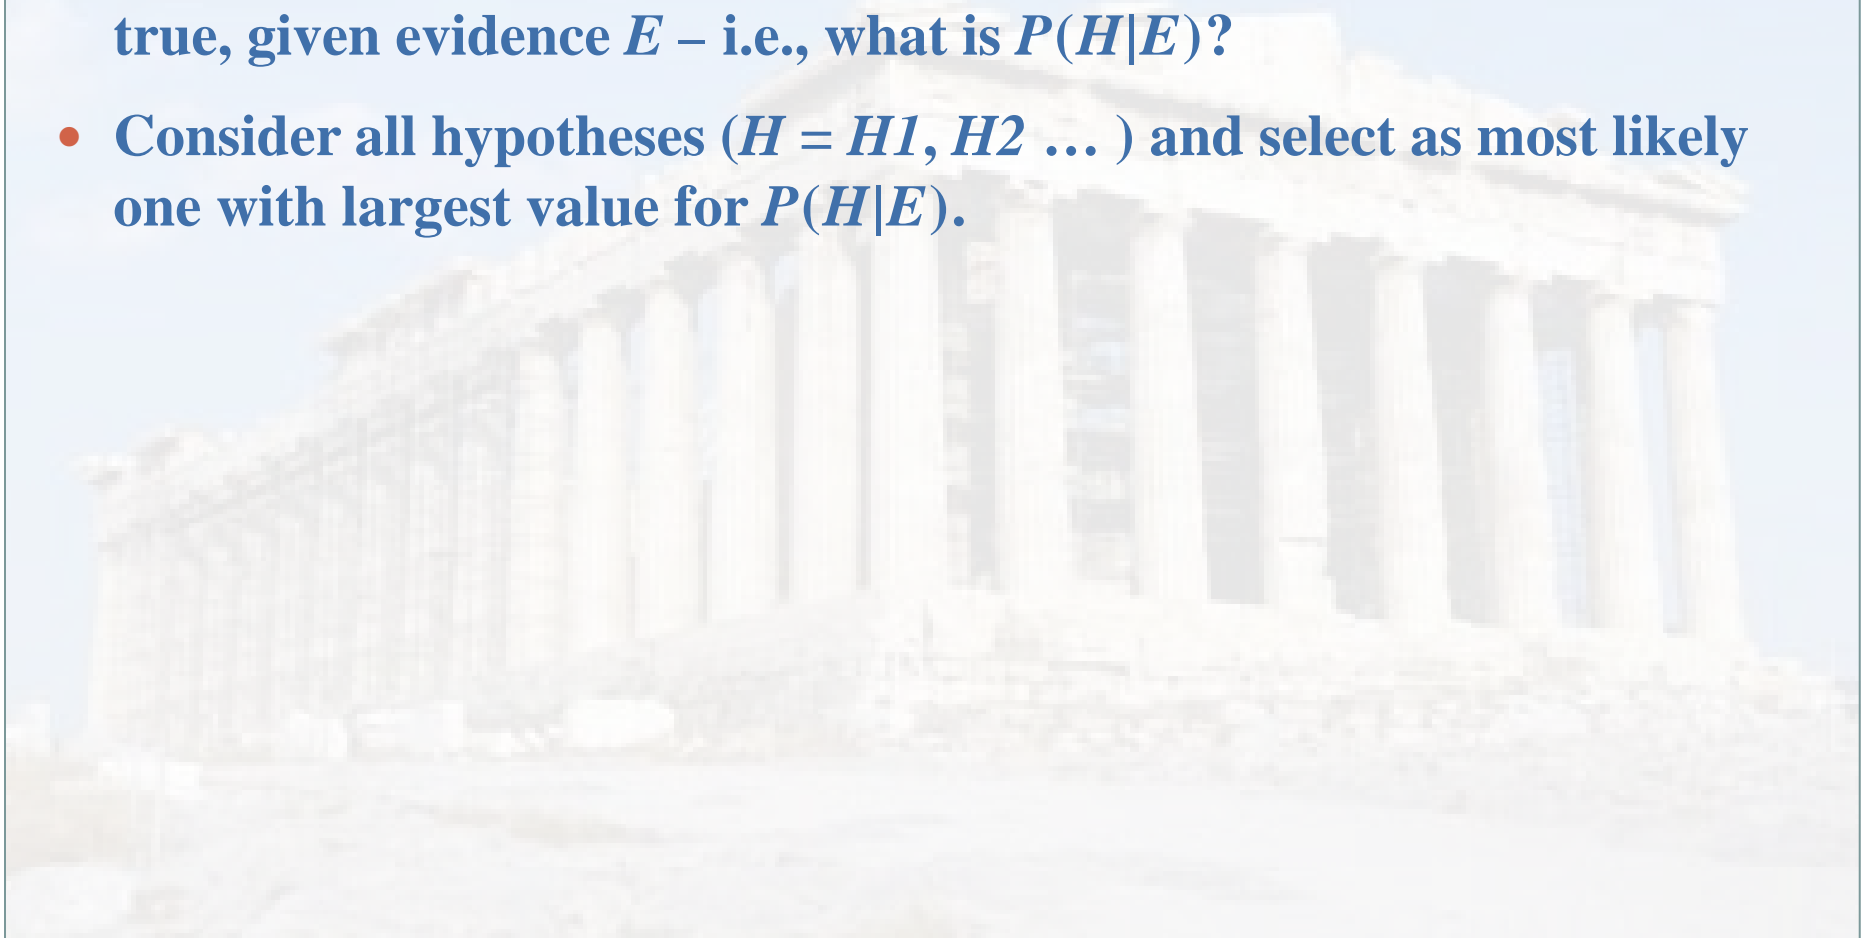 true, given evidence E – i.e., what is P(H|E)?
• Consider all hypotheses (H = H1, H2 … ) and select as most likely
one with largest value for P(H|E).